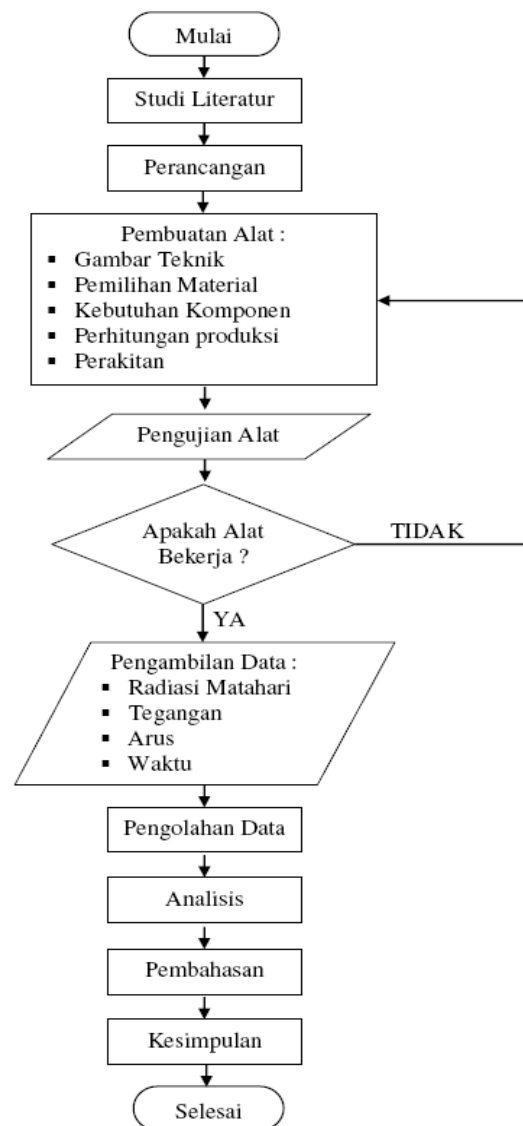 Mulai
Studi Literatur
Perancangan
Pembuatan Alat :
▪ Gambar Teknik
▪ Pemilihan Material
▪ Kebutuhan Komponen
▪ Perhitungan produksi
▪ Perakitan
Pengujian Alat
Apakah Alat
Bekerja ?
TIDAK
YA
Pengambilan Data :
▪ Radiasi Matahari
▪ Tegangan
▪ Arus
▪ Waktu
Pengolahan Data
Analisis
Pembahasan
Kesimpulan
Selesai